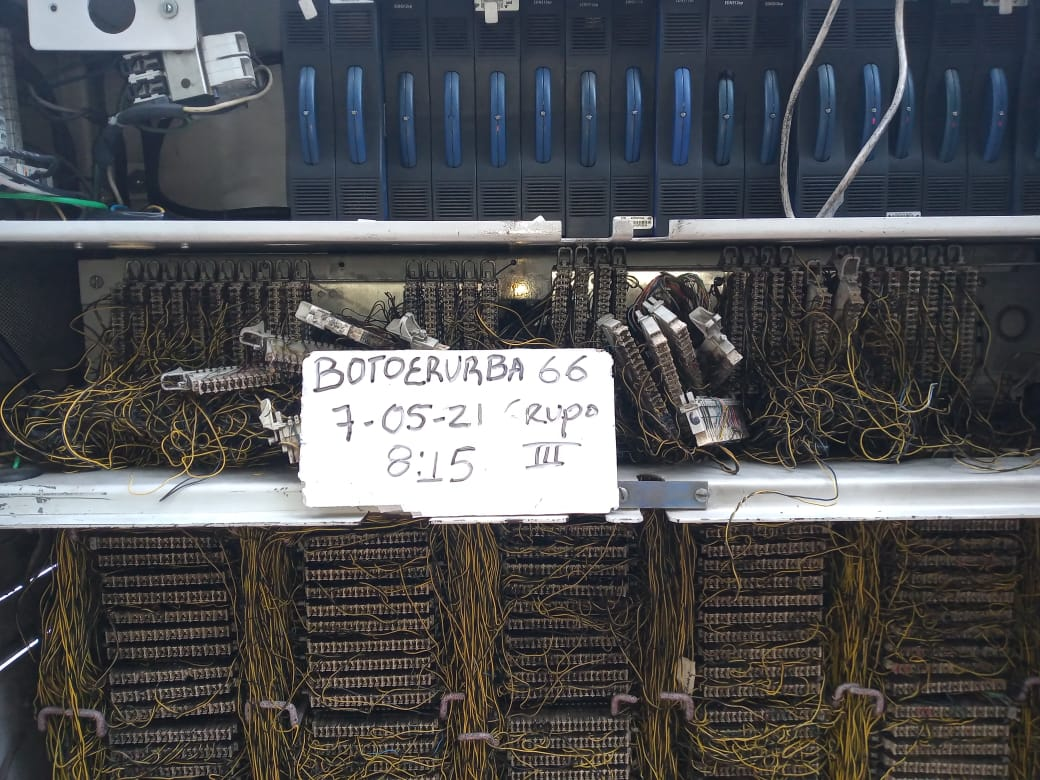 BOTOERURBA 66
7-05-21 Grupo
8:15 III